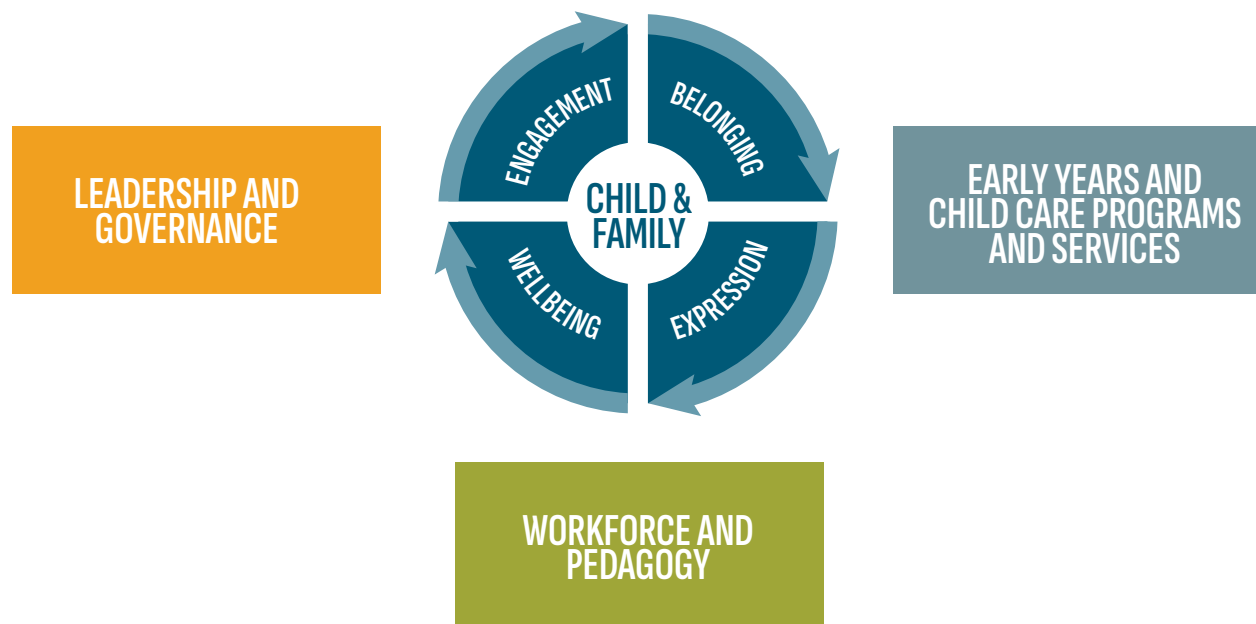 ENGAGEMENT
BELONGING
LEADERSHIP AND
GOVERNANCE
CHILD &
FAMILY
EARLY YEARS AND
CHILD CARE PROGRAMS
AND SERVICES
WELLBEING
EXPRESSION
WORKFORCE AND
PEDAGOGY